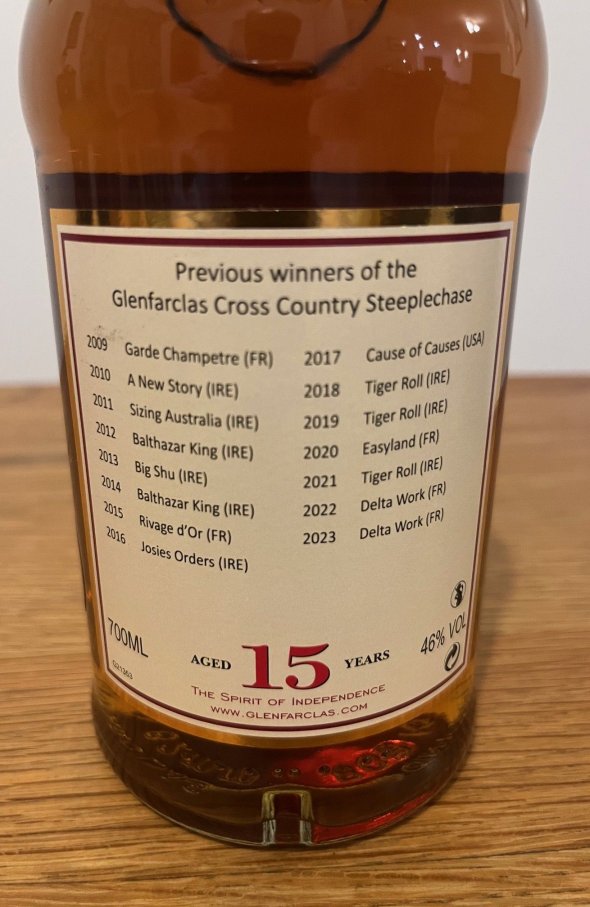 Previous winners of the
Glenfarclas Cross Country Steeplechase
2009 Garde Champetre (FR)
2010 A New Story (IRE)
2011 Sizing Australia (IRE)
2012 Balthazar King (IRE)
2013 Big Shu (IRE)
2014 Balthazar King (IRE)
2015 Rivage d'Or (FR)
2016 Josies Orders (IRE)
2017 Cause of Causes (USA)
2018 Tiger Roll (IRE)
2019 Tiger Roll (IRE)
2020 Easyland (FR)
2021 Tiger Roll (IRE)
2022 Delta Work (FR)
2023 Delta Work (FR)
700ML
AGED 15 YEARS
46% VOL
THE SPIRIT OF INDEPENDENCE
WWW.GLENFARCLAS.COM